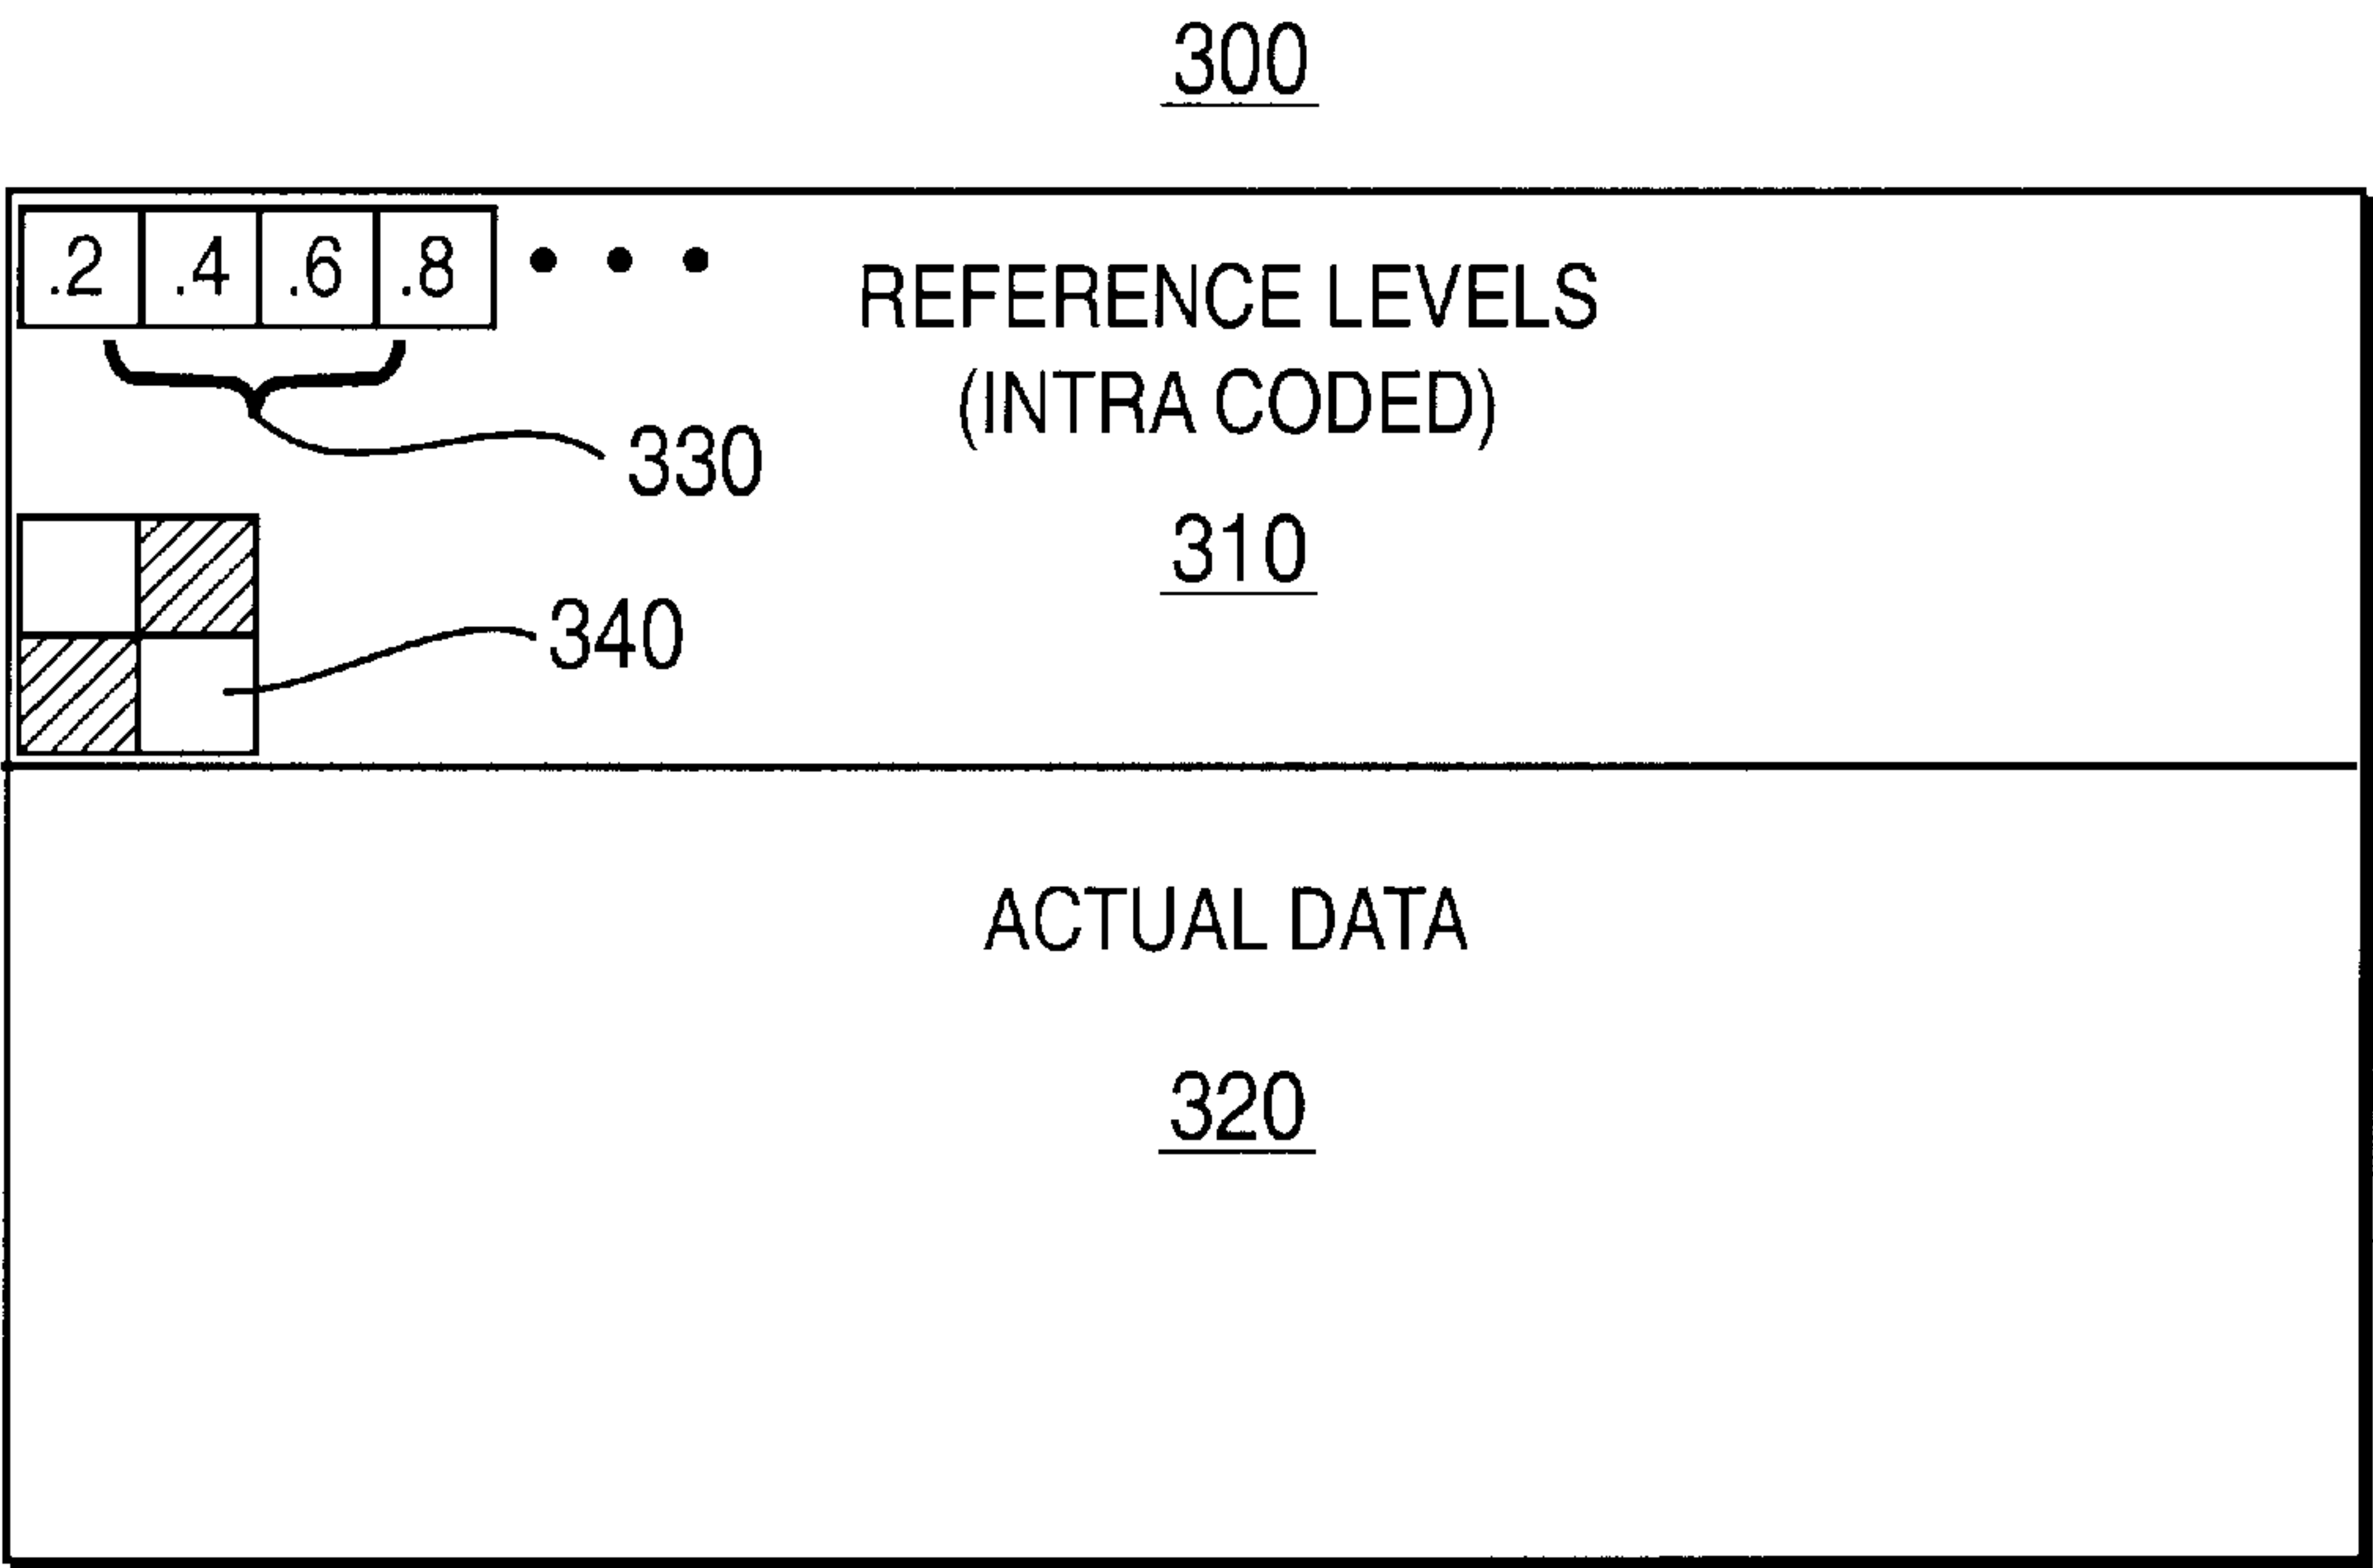 300
.2 .4 .6 .8 • • •
REFERENCE LEVELS
(INTRA CODED)
330
310
340
ACTUAL DATA
320